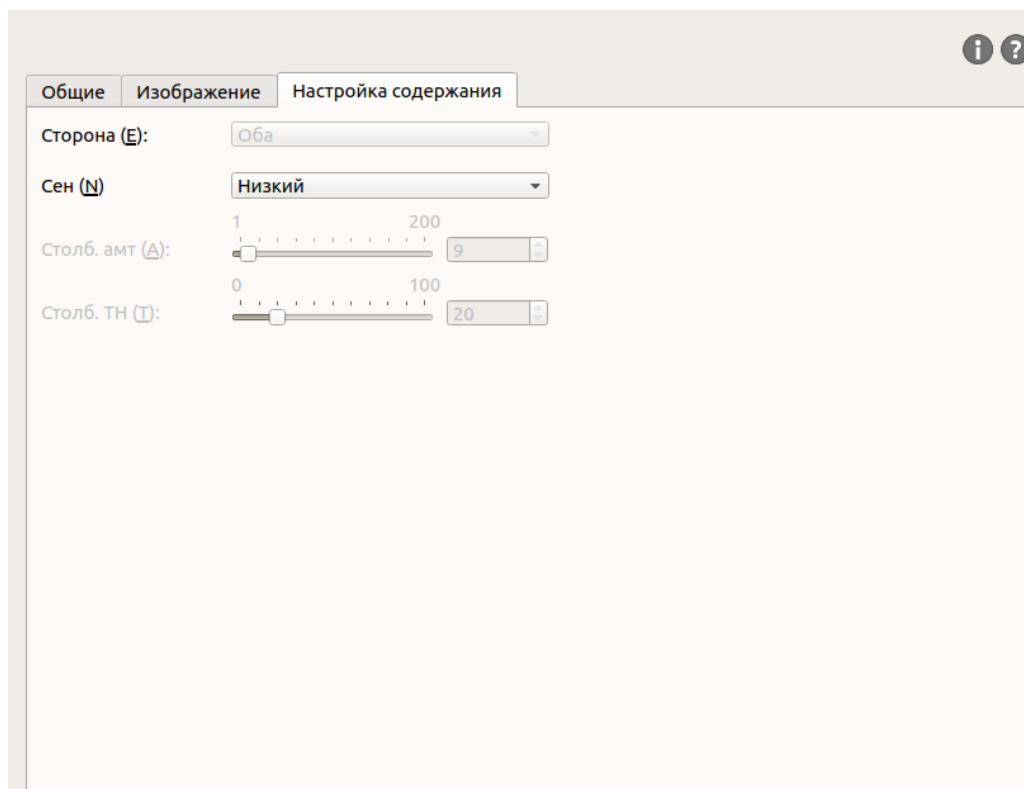 i ?
Общие Изображение Настройка содержания
Сторона (E): Оба
Сен (N) Низкий
1 200
Столб. амт (A): 9
0 100
Столб. ТН (T): 20